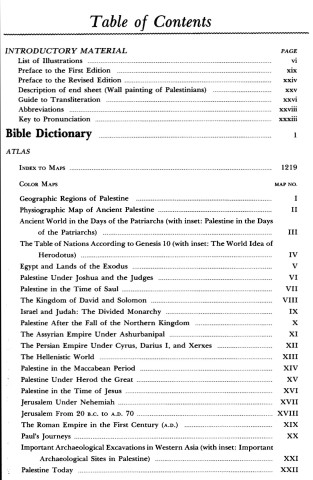 Table of Contents
INTRODUCTORY MATERIAL PAGE
List of Illustrations vi
Preface to the First Edition xix
Preface to the Revised Edition xxiv
Description of end sheet (Wall painting of Palestinians) xxv
Guide to Transliteration xxvi
Abbreviations xxviii
Key to Pronunciation xxxiii
Bible Dictionary 1
ATLAS
INDEX TO MAPS 1219
COLOR MAPS MAP NO.
Geographic Regions of Palestine I
Physiographic Map of Ancient Palestine II
Ancient World in the Days of the Patriarchs (with inset: Palestine in the Days
of the Patriarchs) III
The Table of Nations According to Genesis 10 (with inset: The World Idea of
Herodotus) IV
Egypt and Lands of the Exodus V
Palestine Under Joshua and the Judges VI
Palestine in the Time of Saul VII
The Kingdom of David and Solomon VIII
Israel and Judah: The Divided Monarchy IX
Palestine After the Fall of the Northern Kingdom X
The Assyrian Empire Under Ashurbanipal XI
The Persian Empire Under Cyrus, Darius I, and Xerxes XII
The Hellenistic World XIII
Palestine in the Maccabean Period XIV
Palestine Under Herod the Great XV
Palestine in the Time of Jesus XVI
Jerusalem Under Nehemiah XVII
Jerusalem From 20 B.C. to A.D. 70 XVIII
The Roman Empire in the First Century (A.D.) XIX
Paul's Journeys XX
Important Archaeological Excavations in Western Asia (with inset: Important
Archaeological Sites in Palestine) XXI
Palestine Today XXII